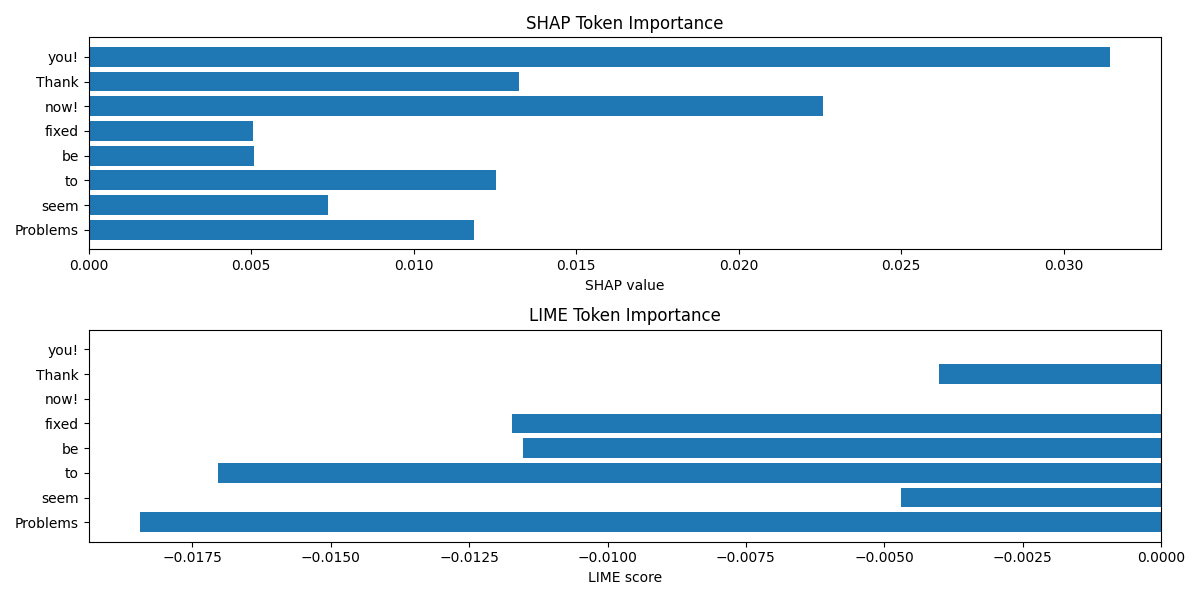 SHAP Token Importance
you!
Thank
now!
fixed
be
to
seem
Problems
0.000 0.005 0.010 0.015 0.020 0.025 0.030
SHAP value
LIME Token Importance
you!
Thank
now!
fixed
be
to
seem
Problems
−0.0175 −0.0150 −0.0125 −0.0100 −0.0075 −0.0050 −0.0025 0.0000
LIME score